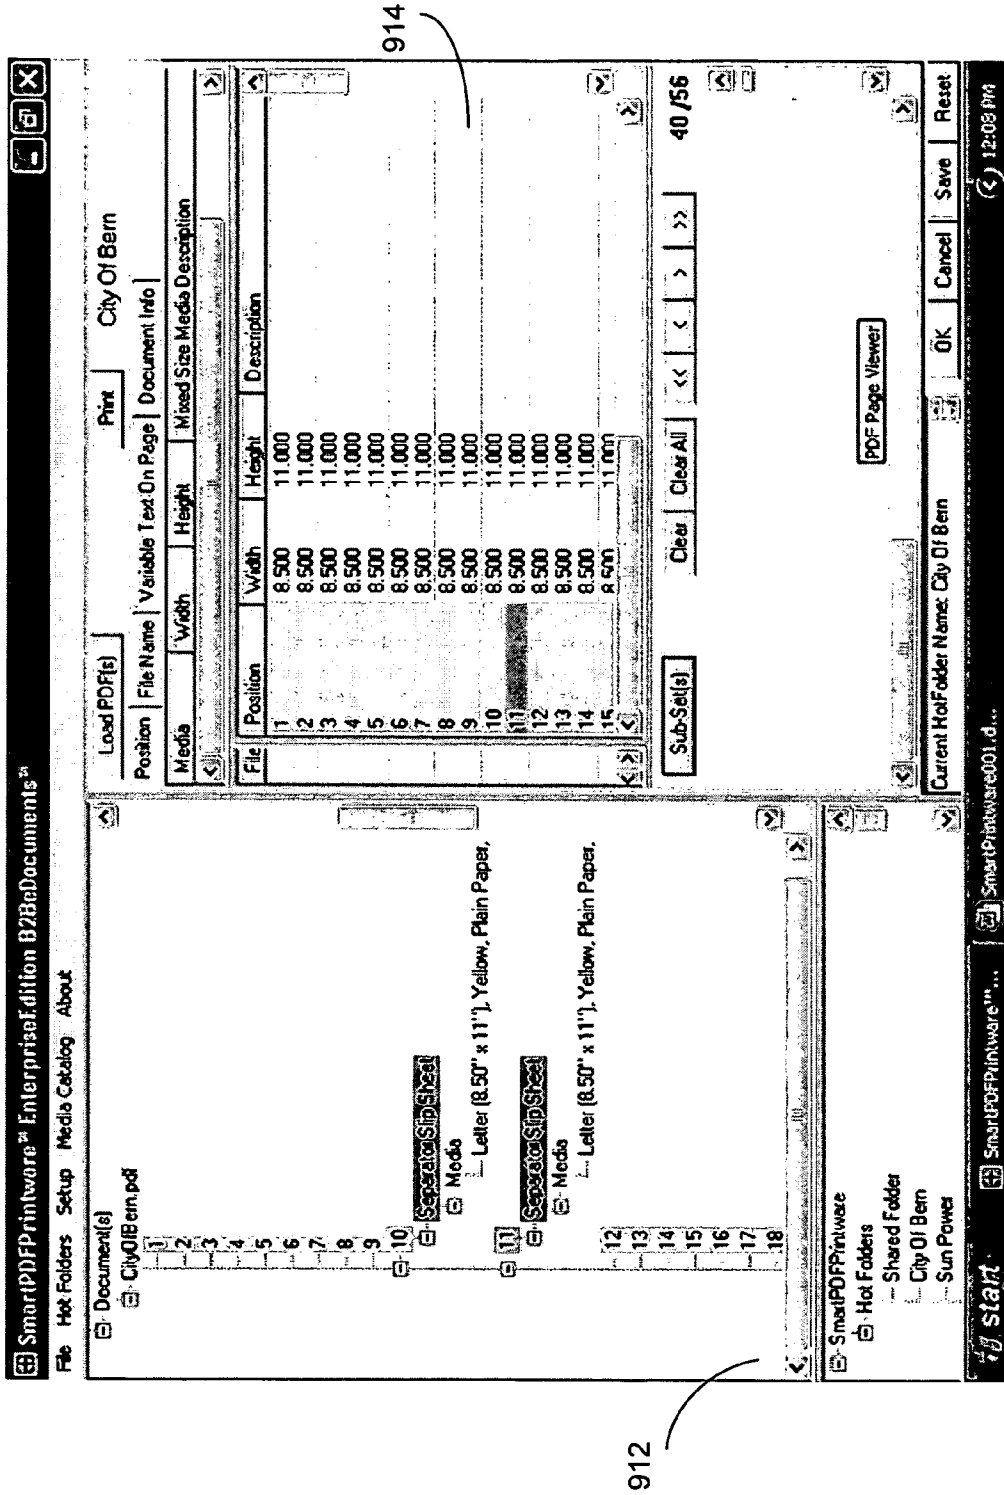 SmartPDFPrintware™ EnterpriseEdition B2BeDocuments™
File Hot Folders Setup Media Catalog About
Document(s)
CityOfBern.pdf
1
2
3
4
5
6
7
8
9
10
SeparatorSlipSheet
Media
Letter (8.50" x 11"), Yellow, Plain Paper,
11
SeparatorSlipSheet
Media
Letter (8.50" x 11"), Yellow, Plain Paper,
12
13
14
15
16
17
18
SmartPDFPrintware
Hot Folders
Shared Folder
City Of Bern
Sun Power
Load PDF(s) Print City Of Bern
Position File Name Variable Text On Page Document Info
Media Width Height Mixed Size Media Description
File Position Width Height Description
1 8.500 11.000
2 8.500 11.000
3 8.500 11.000
4 8.500 11.000
5 8.500 11.000
6 8.500 11.000
7 8.500 11.000
8 8.500 11.000
9 8.500 11.000
10 8.500 11.000
11 8.500 11.000
12 8.500 11.000
13 8.500 11.000
14 8.500 11.000
15 8.500 11.000
Sub-Set(s) Clear Clear All << < > >> 40 /56
PDF Page Viewer
Current HotFolder Name: City Of Bern OK Cancel Save Reset
start SmartPDFPrintware™... SmartPrintware001.d... 12:08 PM
912
914